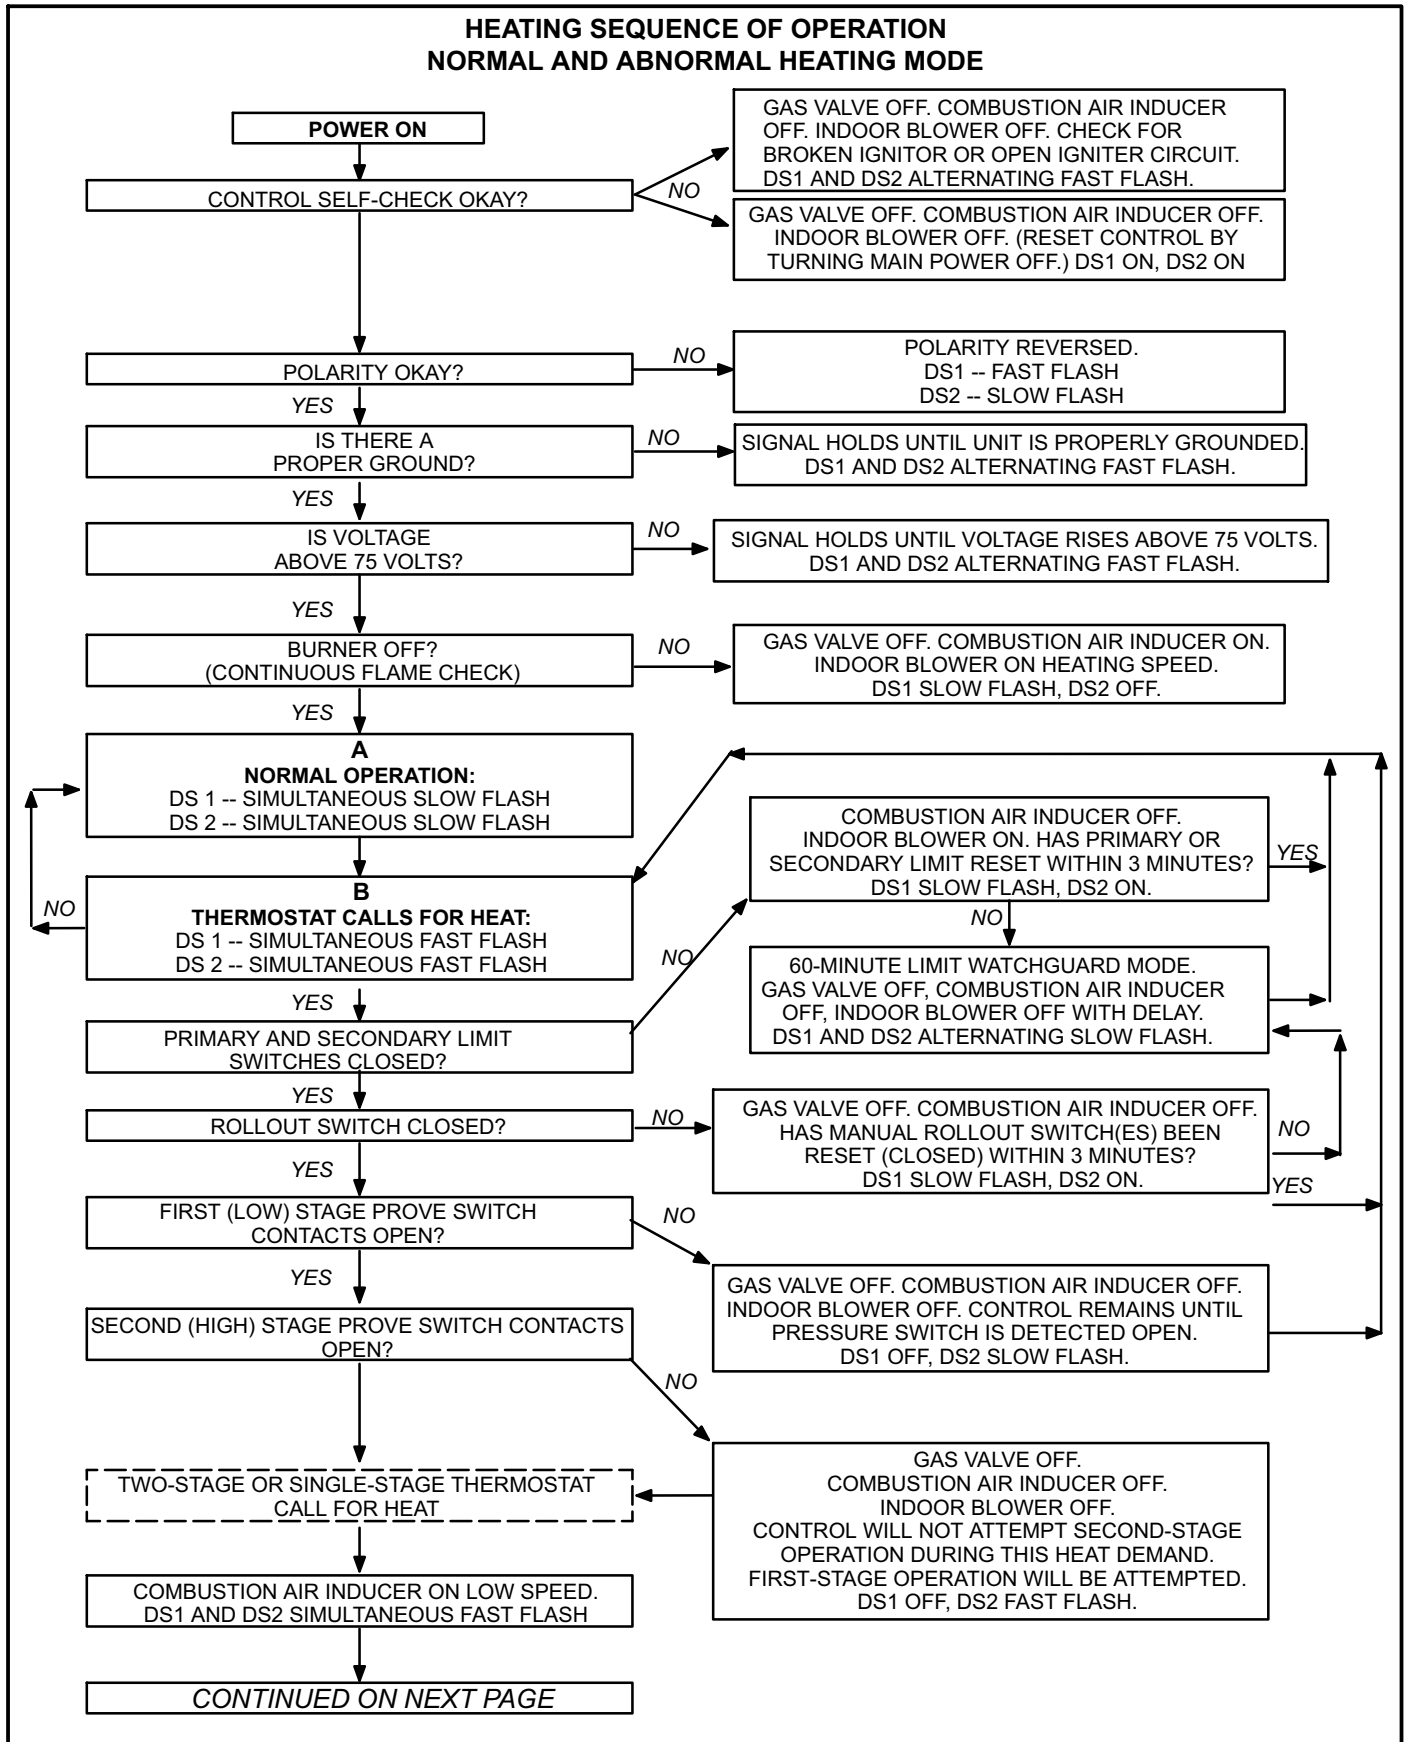 HEATING SEQUENCE OF OPERATION
NORMAL AND ABNORMAL HEATING MODE
POWER ON
GAS VALVE OFF. COMBUSTION AIR INDUCER
OFF. INDOOR BLOWER OFF. CHECK FOR
BROKEN IGNITOR OR OPEN IGNITER CIRCUIT.
DS1 AND DS2 ALTERNATING FAST FLASH.
CONTROL SELF-CHECK OKAY?
NO
GAS VALVE OFF. COMBUSTION AIR INDUCER OFF.
INDOOR BLOWER OFF. (RESET CONTROL BY
TURNING MAIN POWER OFF.) DS1 ON, DS2 ON
POLARITY OKAY?
NO
POLARITY REVERSED.
DS1 -- FAST FLASH
DS2 -- SLOW FLASH
YES
IS THERE A
PROPER GROUND?
NO
SIGNAL HOLDS UNTIL UNIT IS PROPERLY GROUNDED.
DS1 AND DS2 ALTERNATING FAST FLASH.
YES
IS VOLTAGE
ABOVE 75 VOLTS?
NO
SIGNAL HOLDS UNTIL VOLTAGE RISES ABOVE 75 VOLTS.
DS1 AND DS2 ALTERNATING FAST FLASH.
YES
BURNER OFF?
(CONTINUOUS FLAME CHECK)
NO
GAS VALVE OFF. COMBUSTION AIR INDUCER ON.
INDOOR BLOWER ON HEATING SPEED.
DS1 SLOW FLASH, DS2 OFF.
YES
A
NORMAL OPERATION:
DS 1 -- SIMULTANEOUS SLOW FLASH
DS 2 -- SIMULTANEOUS SLOW FLASH
COMBUSTION AIR INDUCER OFF.
INDOOR BLOWER ON. HAS PRIMARY OR
SECONDARY LIMIT RESET WITHIN 3 MINUTES?
DS1 SLOW FLASH, DS2 ON.
YES
NO
B
THERMOSTAT CALLS FOR HEAT:
DS 1 -- SIMULTANEOUS FAST FLASH
DS 2 -- SIMULTANEOUS FAST FLASH
NO
NO
60-MINUTE LIMIT WATCHGUARD MODE.
GAS VALVE OFF, COMBUSTION AIR INDUCER
OFF, INDOOR BLOWER OFF WITH DELAY.
DS1 AND DS2 ALTERNATING SLOW FLASH.
YES
PRIMARY AND SECONDARY LIMIT
SWITCHES CLOSED?
YES
ROLLOUT SWITCH CLOSED?
NO
GAS VALVE OFF. COMBUSTION AIR INDUCER OFF.
HAS MANUAL ROLLOUT SWITCH(ES) BEEN
RESET (CLOSED) WITHIN 3 MINUTES?
DS1 SLOW FLASH, DS2 ON.
NO
YES
YES
FIRST (LOW) STAGE PROVE SWITCH
CONTACTS OPEN?
NO
YES
GAS VALVE OFF. COMBUSTION AIR INDUCER OFF.
INDOOR BLOWER OFF. CONTROL REMAINS UNTIL
PRESSURE SWITCH IS DETECTED OPEN.
DS1 OFF, DS2 SLOW FLASH.
SECOND (HIGH) STAGE PROVE SWITCH CONTACTS
OPEN?
NO
GAS VALVE OFF.
COMBUSTION AIR INDUCER OFF.
INDOOR BLOWER OFF.
CONTROL WILL NOT ATTEMPT SECOND-STAGE
OPERATION DURING THIS HEAT DEMAND.
FIRST-STAGE OPERATION WILL BE ATTEMPTED.
DS1 OFF, DS2 FAST FLASH.
TWO-STAGE OR SINGLE-STAGE THERMOSTAT
CALL FOR HEAT
COMBUSTION AIR INDUCER ON LOW SPEED.
DS1 AND DS2 SIMULTANEOUS FAST FLASH
CONTINUED ON NEXT PAGE